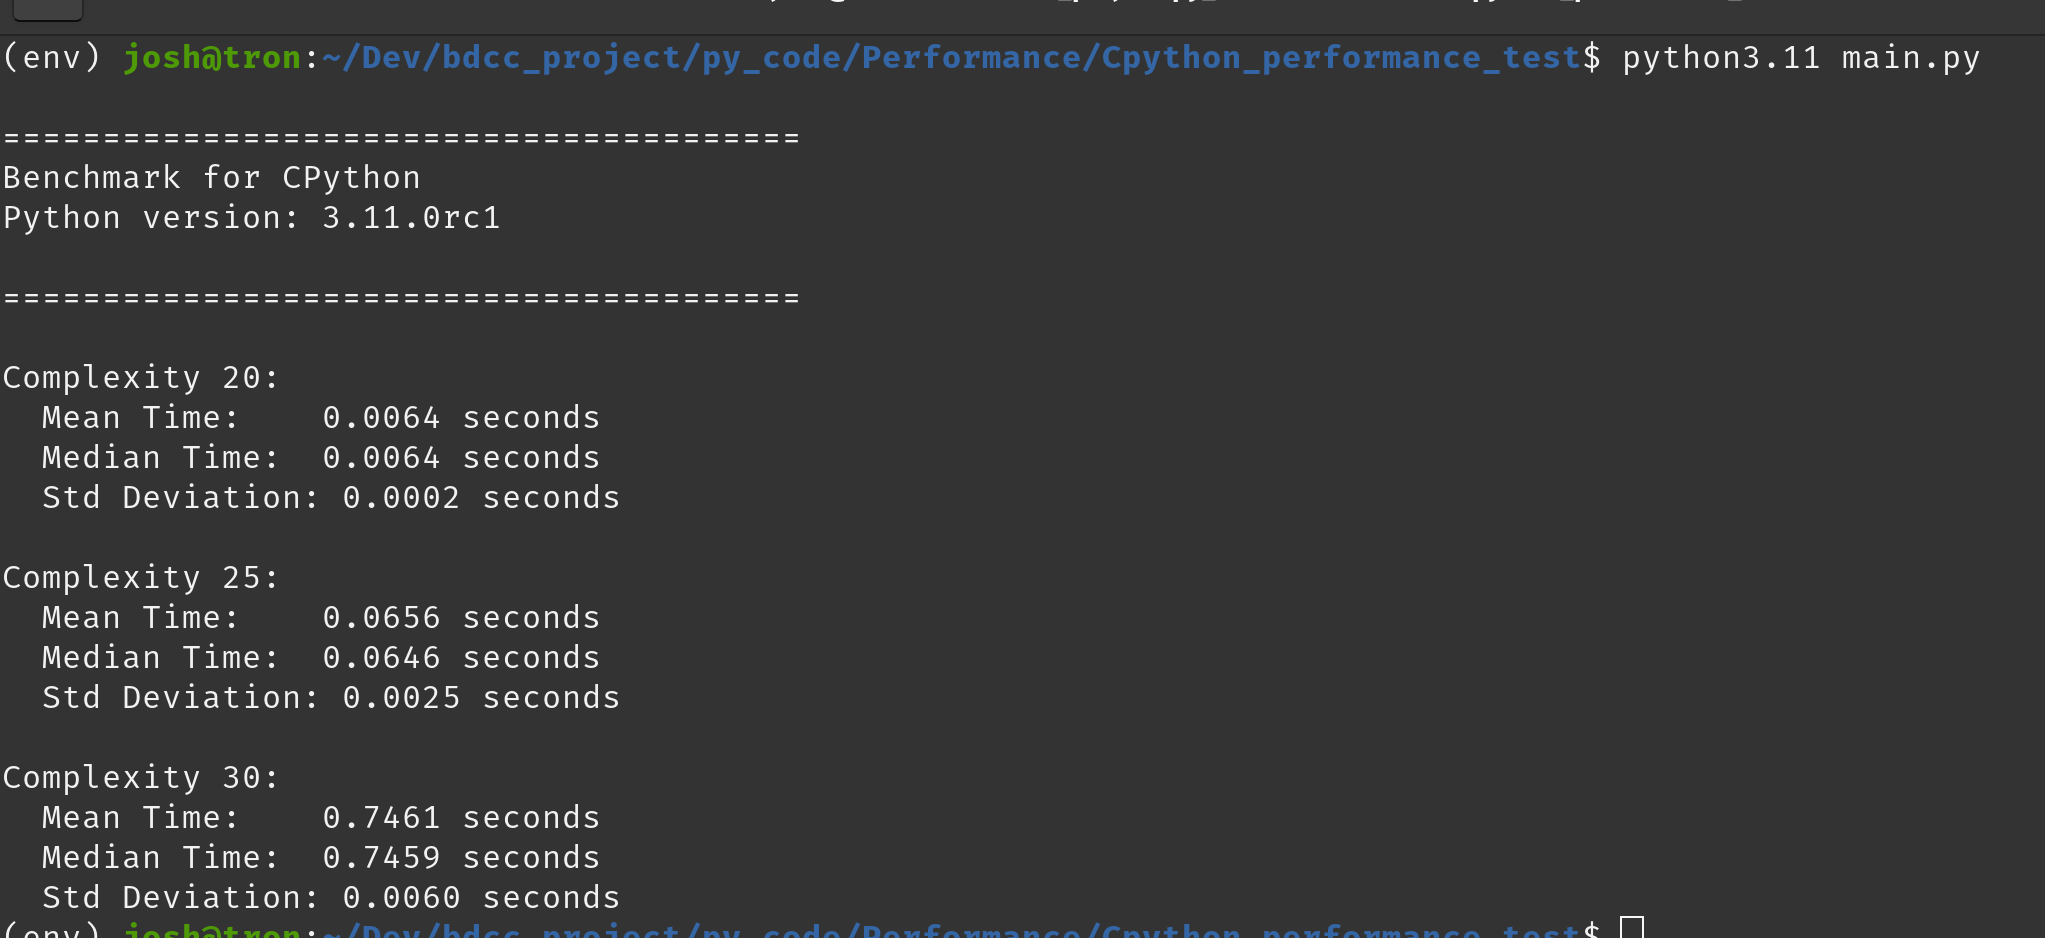 (env) josh@tron:~/Dev/bdcc_project/py_code/Performance/Cpython_performance_test$ python3.11 main.py
========================================
Benchmark for CPython
Python version: 3.11.0rc1
========================================
Complexity 20:
  Mean Time:    0.0064 seconds
  Median Time:  0.0064 seconds
  Std Deviation: 0.0002 seconds
Complexity 25:
  Mean Time:    0.0656 seconds
  Median Time:  0.0646 seconds
  Std Deviation: 0.0025 seconds
Complexity 30:
  Mean Time:    0.7461 seconds
  Median Time:  0.7459 seconds
  Std Deviation: 0.0060 seconds
(env) josh@tron:~/Dev/bdcc_project/py_code/Performance/Cpython_performance_test$